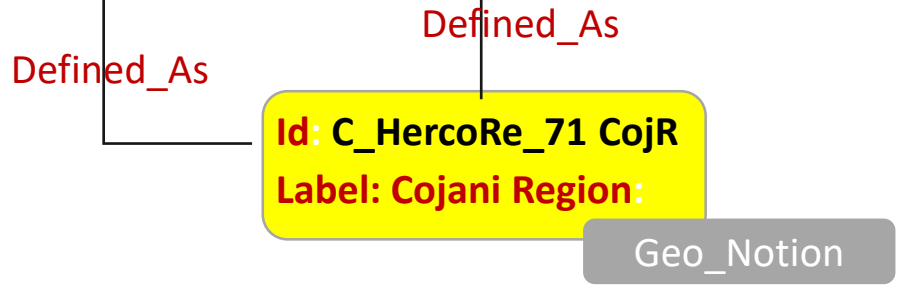 Defined_As
Defined_As
Id: C_HercoRe_71 CojR
Label: Cojani Region:
Geo_Notion